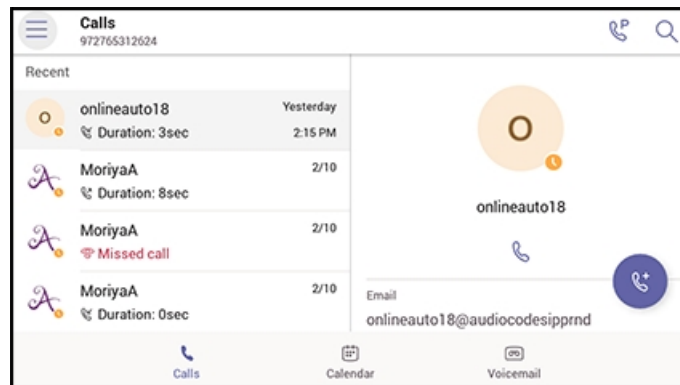 Calls
972765312624
P
Recent
O
onlineauto18
Yesterday
Duration: 3sec
2:15 PM
MoriyaA
2/10
Duration: 8sec
MoriyaA
2/10
Missed call
MoriyaA
2/10
Duration: 0sec
O
onlineauto18
Email
onlineauto18@audiocodesipprnd
Calls
Calendar
Voicemail